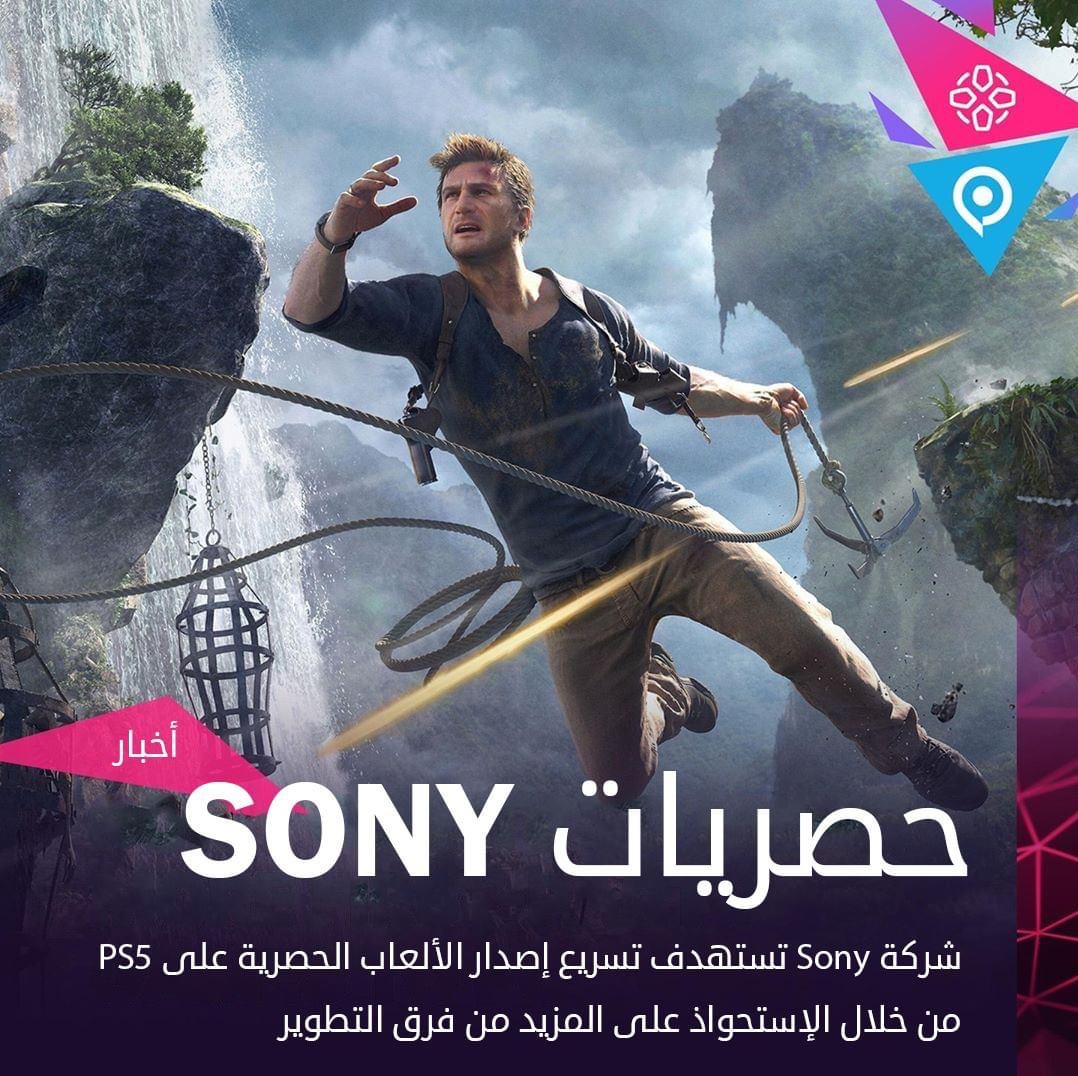 أخبار
حصريات SONY
شركة Sony تستهدف تسريع إصدار الألعاب الحصرية على PS5
من خلال الإستحواذ على المزيد من فرق التطوير